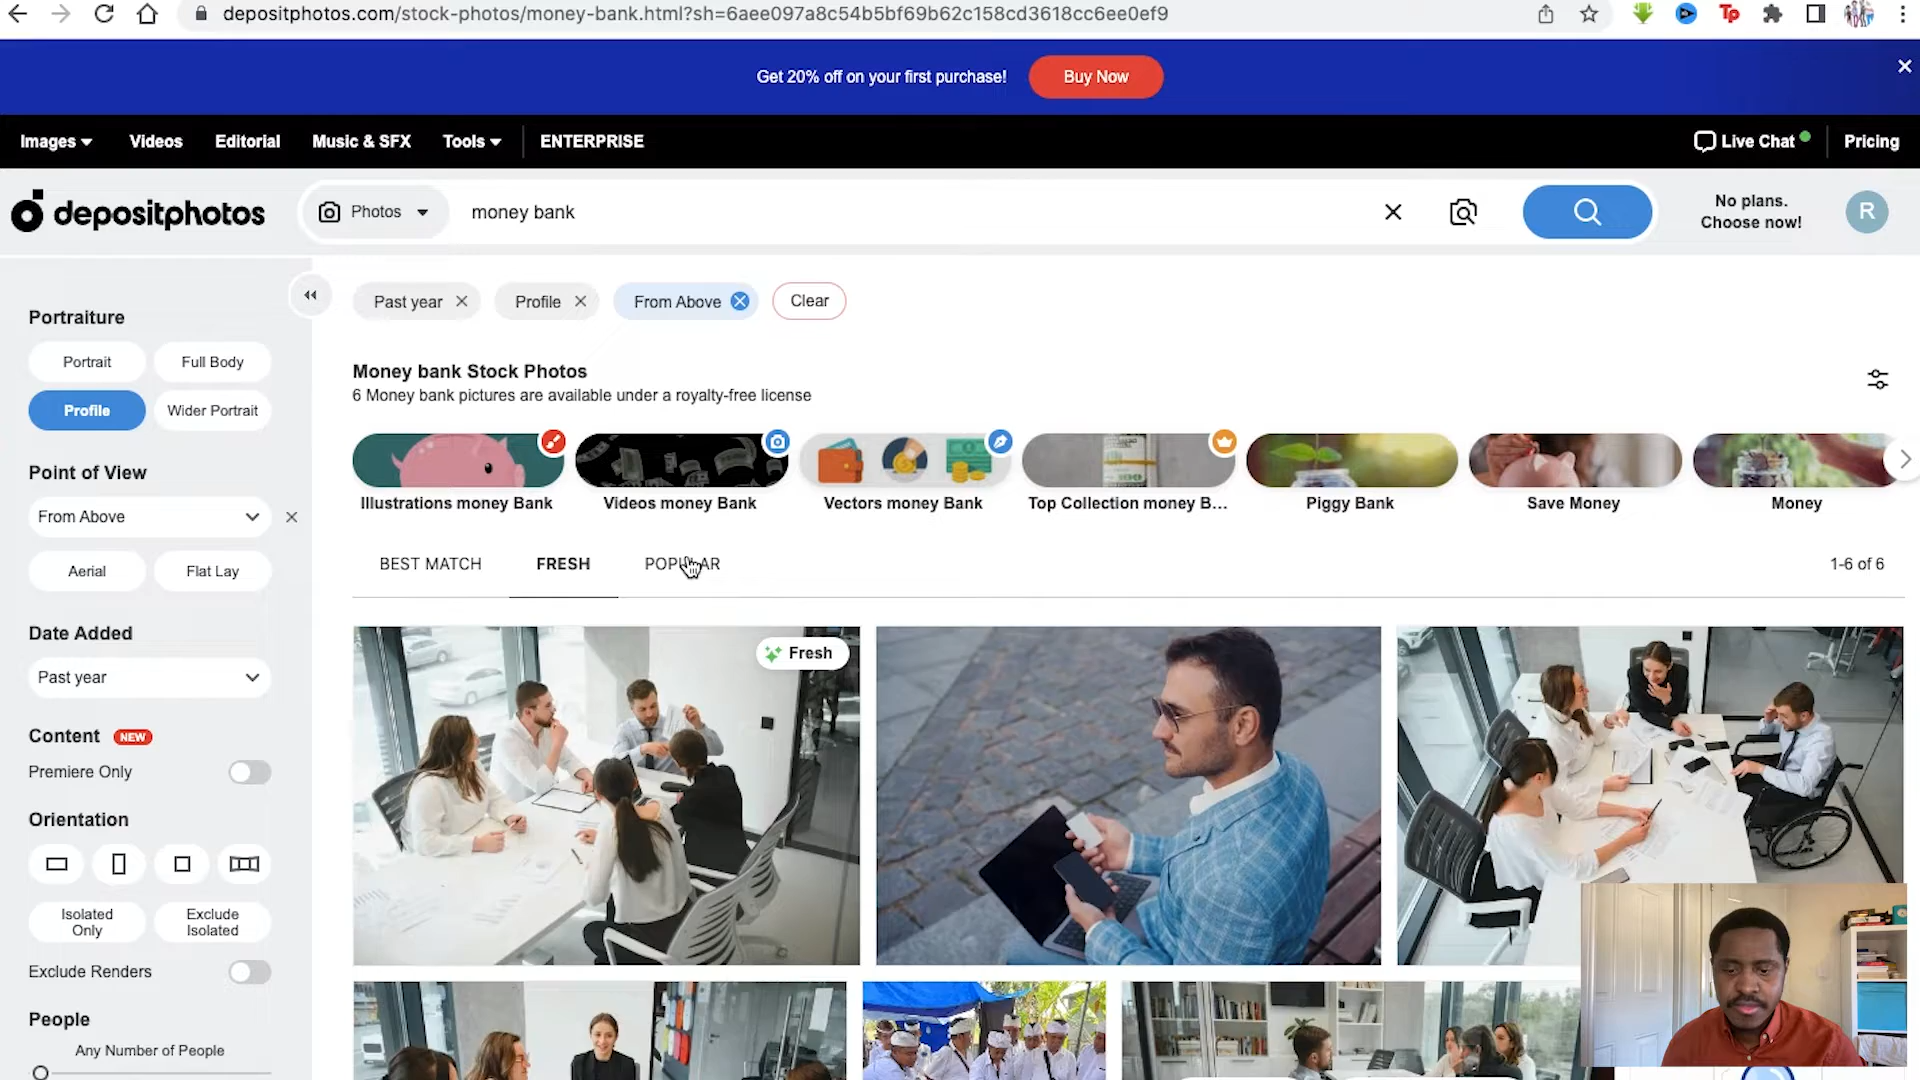 depositphotos.com/stock-photos/money-bank.html?sh=6aee097a8c54b5bf69b62c158cd3618cc6ee0ef9
Tp
Get 20% off on your first purchase!
Buy Now
Images
Videos
Editorial
Music & SFX
Tools
ENTERPRISE
Live Chat
Pricing
depositphotos
Photos
money bank
No plans.
Choose now!
R
Past year
Profile
From Above
Clear
Portraiture
Portrait
Full Body
Profile
Wider Portrait
Point of View
From Above
Aerial
Flat Lay
Date Added
Past year
Content NEW
Premiere Only
Orientation
Isolated
Only
Exclude
Isolated
Exclude Renders
People
Any Number of People
Money bank Stock Photos
6 Money bank pictures are available under a royalty-free license
Illustrations money Bank
Videos money Bank
Vectors money Bank
Top Collection money B...
Piggy Bank
Save Money
Money
BEST MATCH
FRESH
POPULAR
1-6 of 6
Fresh